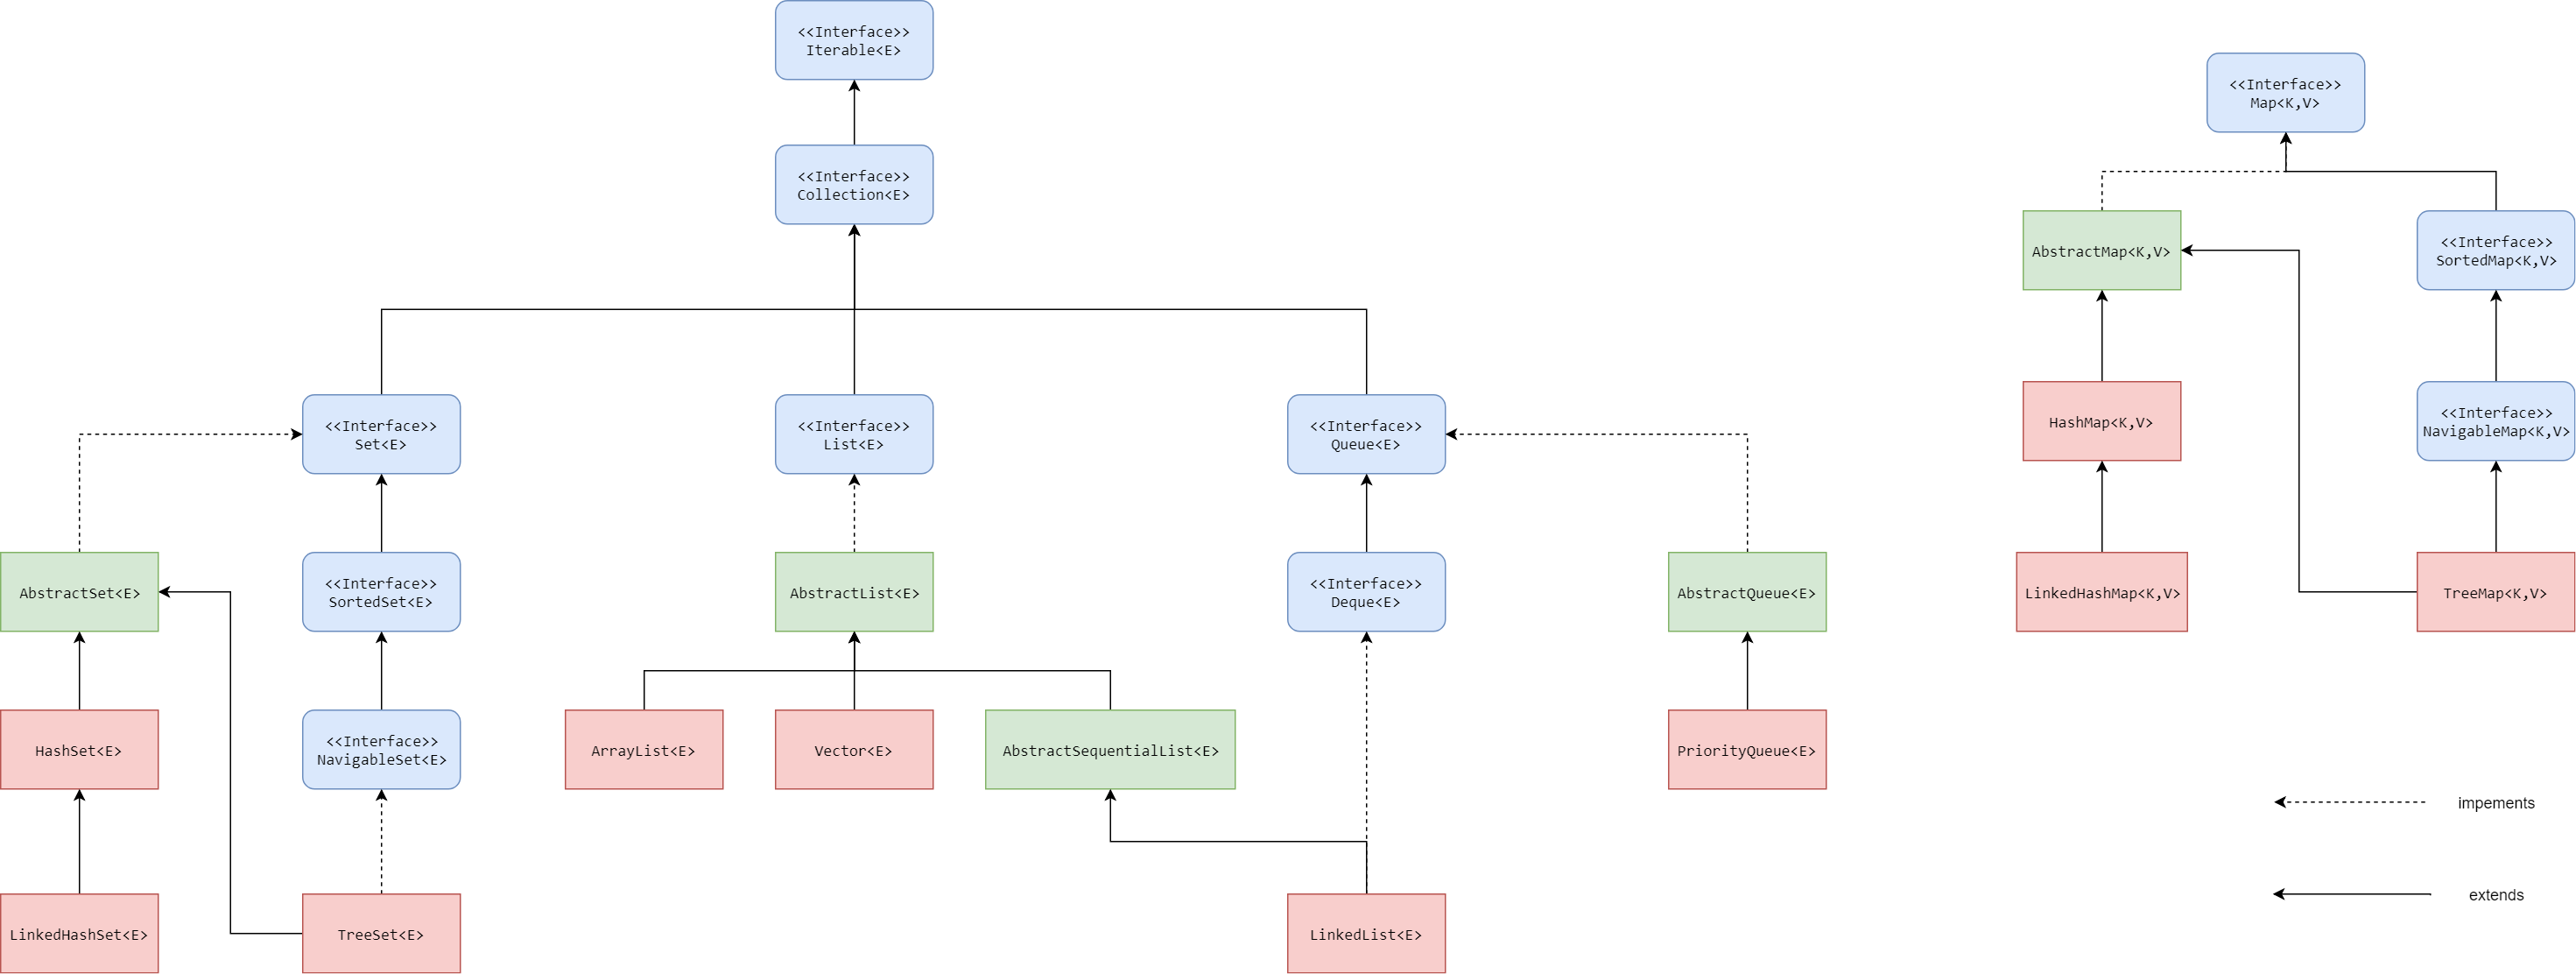 <<Interface>>
Iterable<E>
<<Interface>>
Map<K,V>
<<Interface>>
Collection<E>
AbstractMap<K,V>
<<Interface>>
SortedMap<K,V>
<<Interface>>
Set<E>
<<Interface>>
List<E>
<<Interface>>
Queue<E>
HashMap<K,V>
<<Interface>>
NavigableMap<K,V>
AbstractSet<E>
<<Interface>>
SortedSet<E>
AbstractList<E>
<<Interface>>
Deque<E>
AbstractQueue<E>
LinkedHashMap<K,V>
TreeMap<K,V>
HashSet<E>
<<Interface>>
NavigableSet<E>
ArrayList<E>
Vector<E>
AbstractSequentialList<E>
PriorityQueue<E>
impements
extends
LinkedHashSet<E>
TreeSet<E>
LinkedList<E>